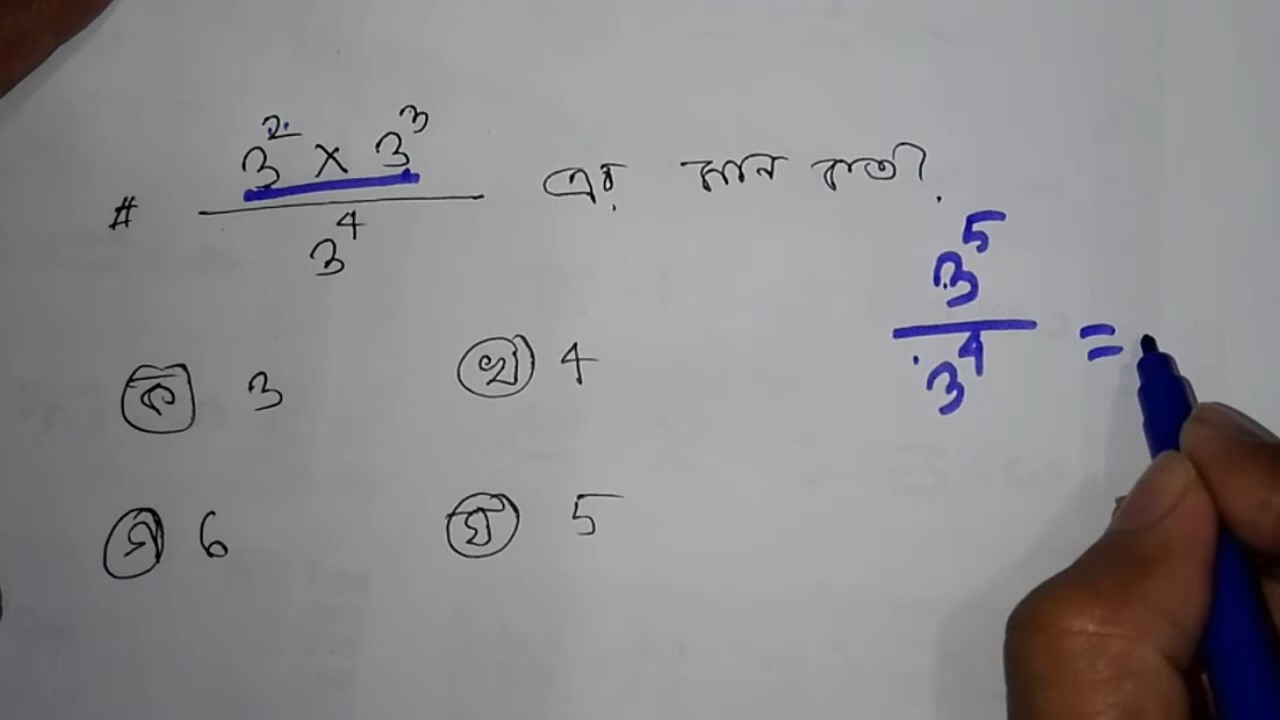 # 3² × 3³ / 3⁴ এর মান কত?
3⁵ / 3⁴ =
ক 3 খ 4
গ 6 ঘ 5